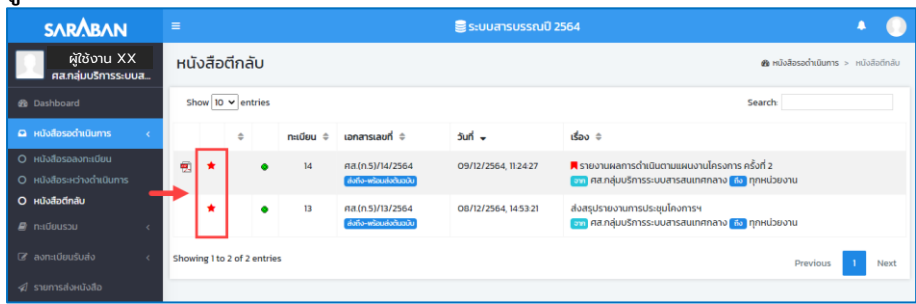 SARABAN
ระบบสารบรรณปี 2564
ผู้ใช้งาน XX
ศส.กลุ่มบริการระบบส...
หนังสือตีกลับ
หนังสือรอดำเนินการ > หนังสือตีกลับ
Dashboard
Show 10 entries
Search:
หนังสือรอดำเนินการ
ทะเบียน เอกสารเลขที่ วันที่ เรื่อง
หนังสือรอลงทะเบียน
14 ศส.(ก.5)/14/2564 09/12/2564, 11:24:27 รายงานผลการดำเนินตามแผนงานโครงการ ครั้งที่ 2
ส่งถึง-พร้อมส่งต้นฉบับ จาก ศส.กลุ่มบริการระบบสารสนเทศกลาง ถึง ทุกหน่วยงาน
หนังสือระหว่างดำเนินการ
หนังสือตีกลับ
13 ศส.(ก.5)/13/2564 08/12/2564, 14:53:21 ส่งสรุปรายงานการประชุมโครงการฯ
ส่งถึง-พร้อมส่งต้นฉบับ จาก ศส.กลุ่มบริการระบบสารสนเทศกลาง ถึง ทุกหน่วยงาน
ทะเบียนรวม
ลงทะเบียนรับส่ง
Showing 1 to 2 of 2 entries
Previous 1 Next
รายการส่งหนังสือ